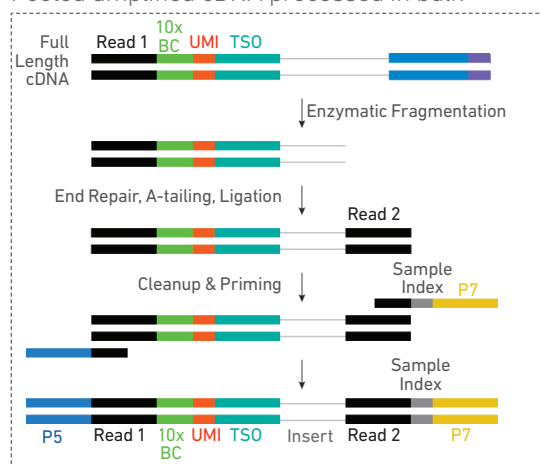 Full
Length
cDNA
Read 1
10x
BC
UMI
TSO
Enzymatic Fragmentation
End Repair, A-tailing, Ligation
Read 2
Cleanup & Priming
Sample
Index
P7
Sample
Index
P5
Read 1
10x
BC
UMI
TSO
Insert
Read 2
P7